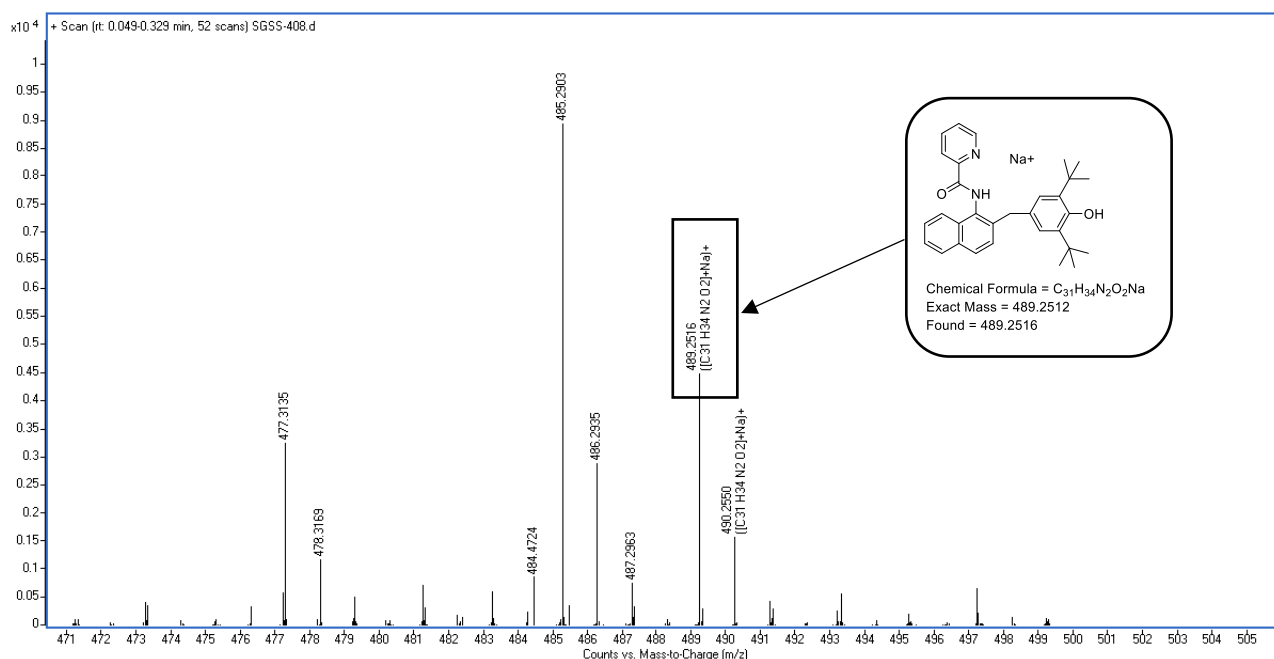 + Scan (rt: 0.049-0.329 min, 52 scans) SGSS-408.d
x10 4
1
0.95
0.9
0.85
0.8
0.75
0.7
0.65
0.6
0.55
0.5
0.45
0.4
0.35
0.3
0.25
0.2
0.15
0.1
0.05
0
477.3135
478.3169
484.4724
485.2903
486.2935
487.2963
489.2516
([C31 H34 N2 O2]+Na)+
490.2550
([C31 H34 N2 O2]+Na)+
N
Na+
O
NH
OH
Chemical Formula = C31H34N2O2Na
Exact Mass = 489.2512
Found = 489.2516
471 472 473 474 475 476 477 478 479 480 481 482 483 484 485 486 487 488 489 490 491 492 493 494 495 496 497 498 499 500 501 502 503 504 505
Counts vs. Mass-to-Charge (m/z)